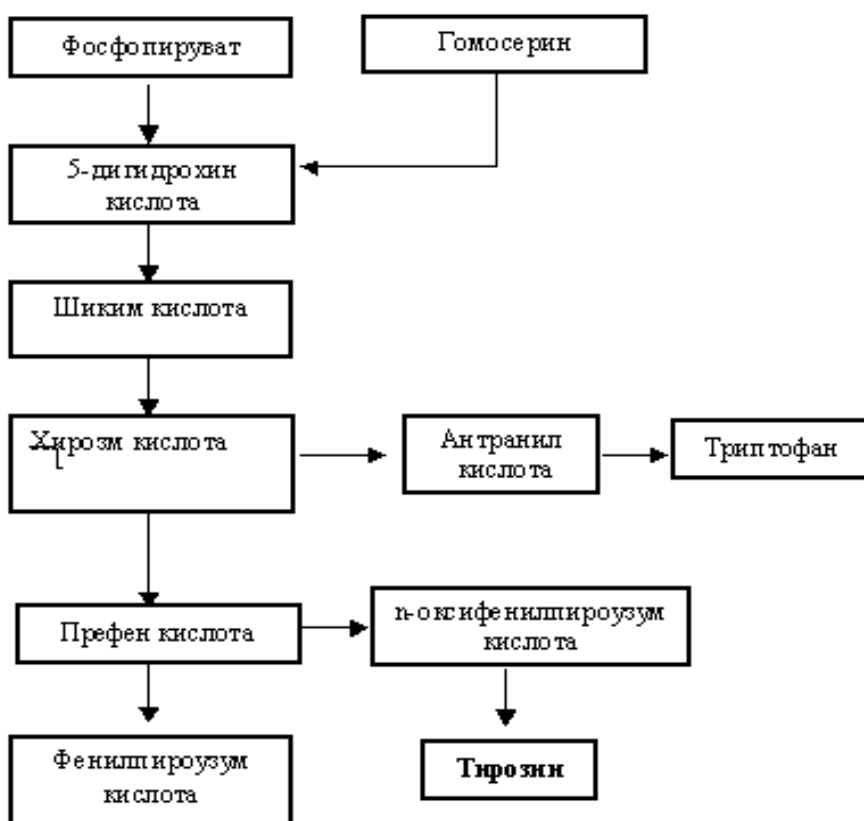 Фосфопируват
Гомосерин
5-дигидрохин
кислота
Шиким кислота
Хирозм кислота
Антранил
кислота
Триптофан
Префен кислота
n-оксифенилпироузум
кислота
Фенилпироузум
кислота
Тирозин